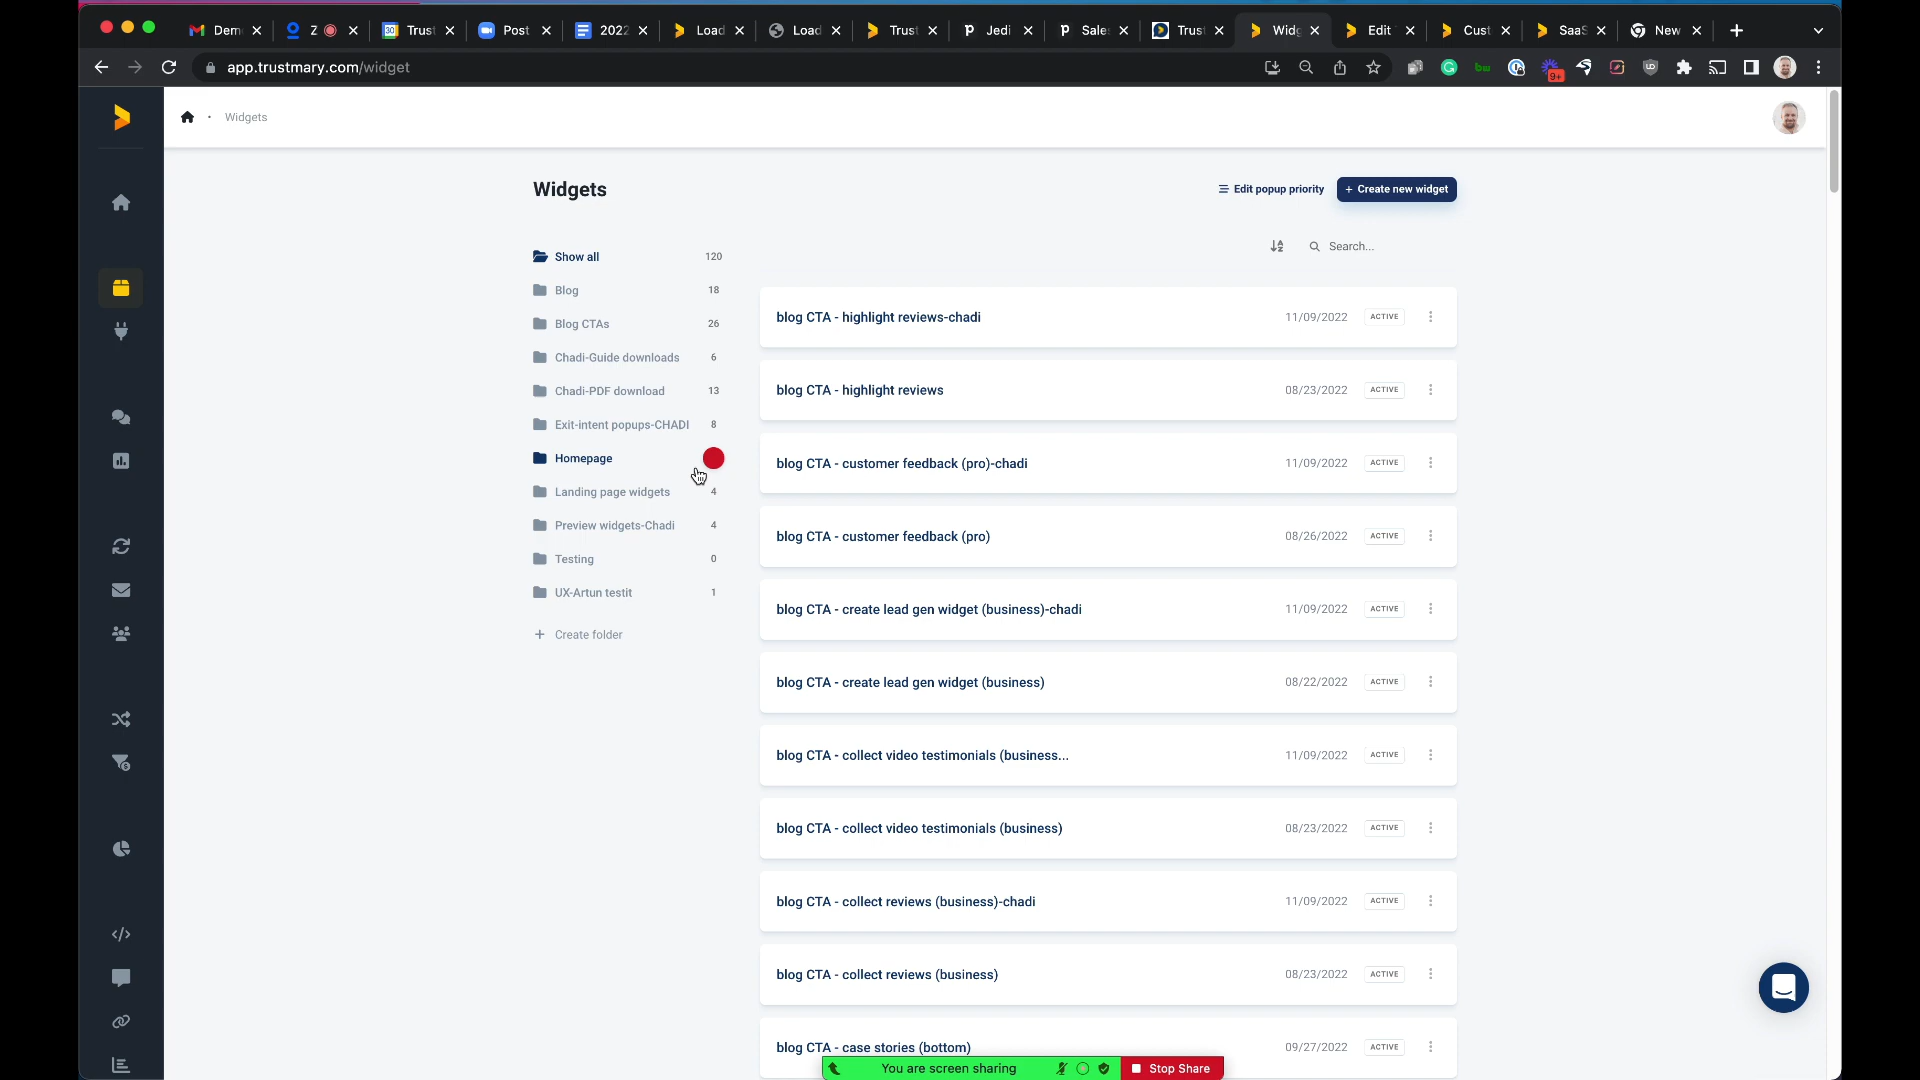 Dem
Z
Trust
Post
2022
Load
Load
Trust
Jedi
Sale
Trust
Widg
Edit
Cust
SaaS
New
app.trustmary.com/widget
9+
Widgets
Widgets
Edit popup priority
+ Create new widget
Search...
Show all 120
Blog 18
Blog CTAs 26
Chadi-Guide downloads 6
Chadi-PDF download 13
Exit-intent popups-CHADI 8
Homepage
Landing page widgets 4
Preview widgets-Chadi 4
Testing 0
UX-Artun testit 1
+ Create folder
blog CTA - highlight reviews-chadi 11/09/2022 ACTIVE
blog CTA - highlight reviews 08/23/2022 ACTIVE
blog CTA - customer feedback (pro)-chadi 11/09/2022 ACTIVE
blog CTA - customer feedback (pro) 08/26/2022 ACTIVE
blog CTA - create lead gen widget (business)-chadi 11/09/2022 ACTIVE
blog CTA - create lead gen widget (business) 08/22/2022 ACTIVE
blog CTA - collect video testimonials (business... 11/09/2022 ACTIVE
blog CTA - collect video testimonials (business) 08/23/2022 ACTIVE
blog CTA - collect reviews (business)-chadi 11/09/2022 ACTIVE
blog CTA - collect reviews (business) 08/23/2022 ACTIVE
blog CTA - case stories (bottom) 09/27/2022 ACTIVE
You are screen sharing
Stop Share